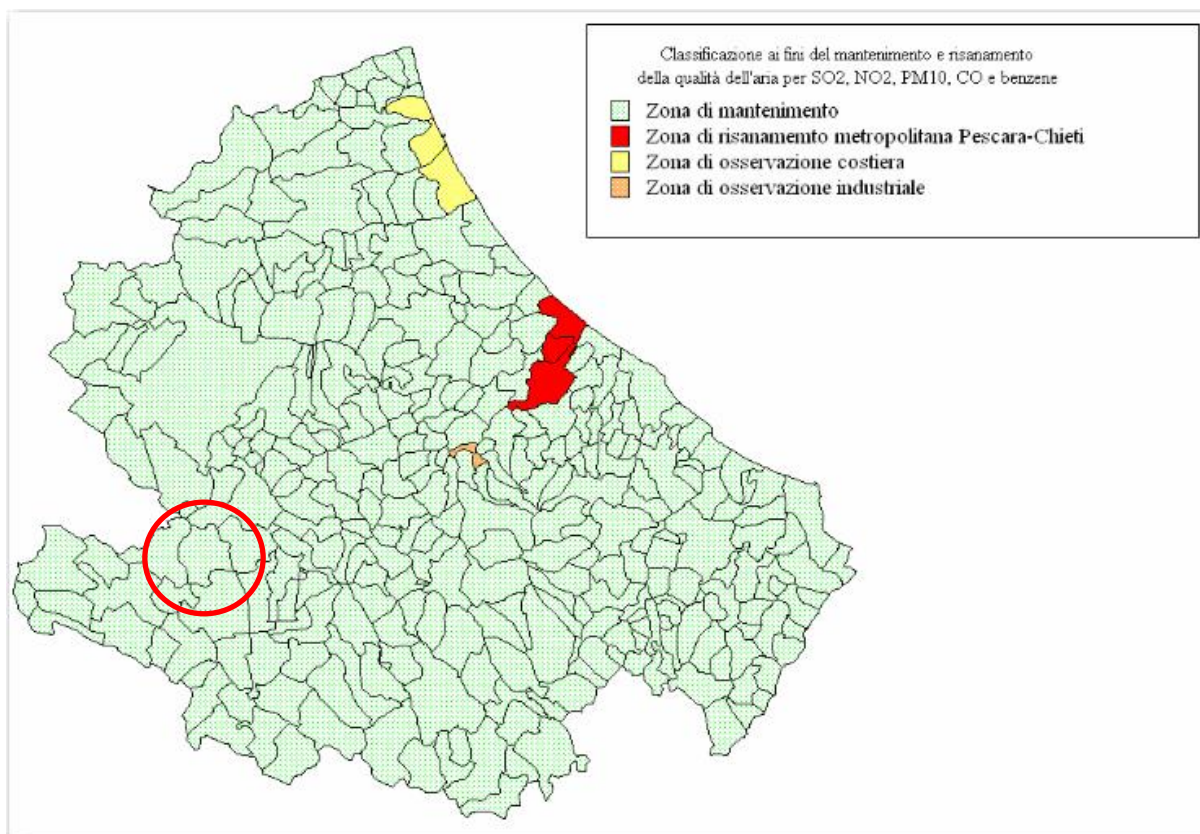 Classificazione ai fini del mantenimento e risanamento
della qualità dell'aria per SO2, NO2, PM10, CO e benzene
Zona di mantenimento
Zona di risanamemto metropolitana Pescara-Chieti
Zona di osservazione costiera
Zona di osservazione industriale